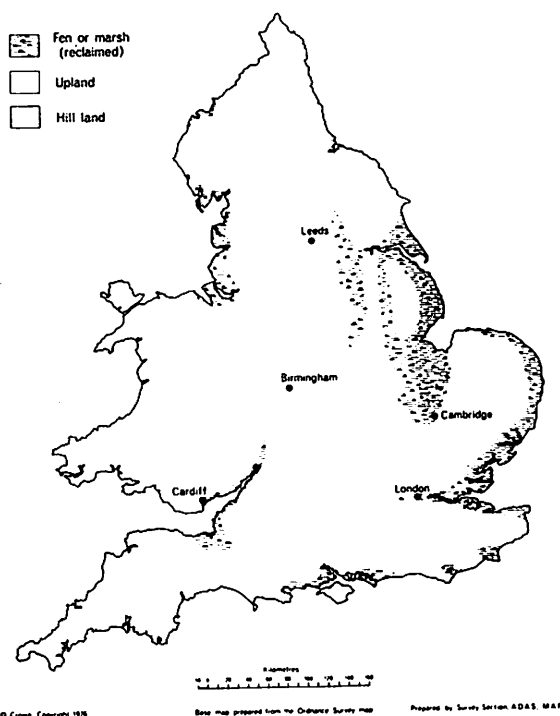 Fen or marsh
(reclaimed)
Upland
Hill land
Leeds
Birmingham
Cambridge
Cardiff
London
Kilometres
Crown Copyright 1976
Base map prepared from the Ordnance Survey map
Prepared by Survey Section, ADAS, MA